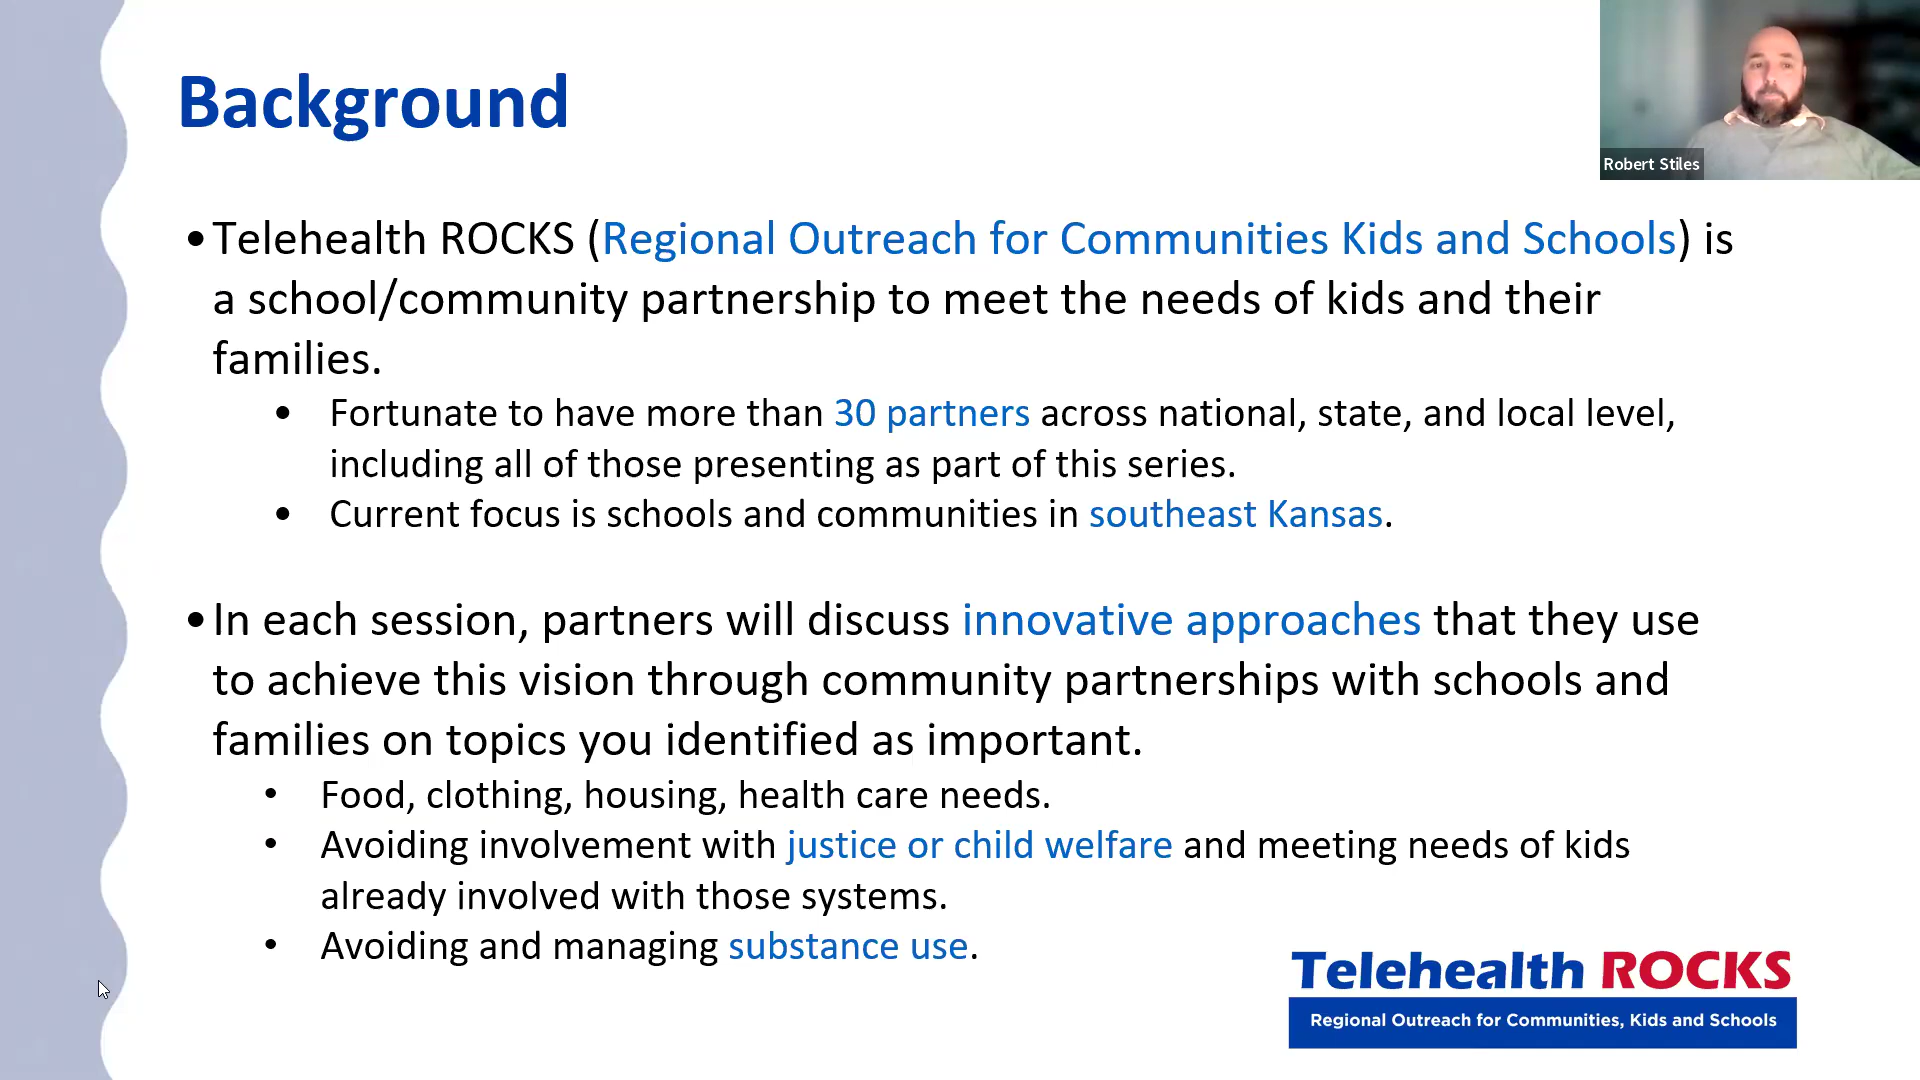 Background
Robert Stiles
•Telehealth ROCKS (Regional Outreach for Communities Kids and Schools) is
a school/community partnership to meet the needs of kids and their
families.
• Fortunate to have more than 30 partners across national, state, and local level,
including all of those presenting as part of this series.
• Current focus is schools and communities in southeast Kansas.
•In each session, partners will discuss innovative approaches that they use
to achieve this vision through community partnerships with schools and
families on topics you identified as important.
• Food, clothing, housing, health care needs.
• Avoiding involvement with justice or child welfare and meeting needs of kids
already involved with those systems.
• Avoiding and managing substance use.
Telehealth ROCKS
Regional Outreach for Communities, Kids and Schools